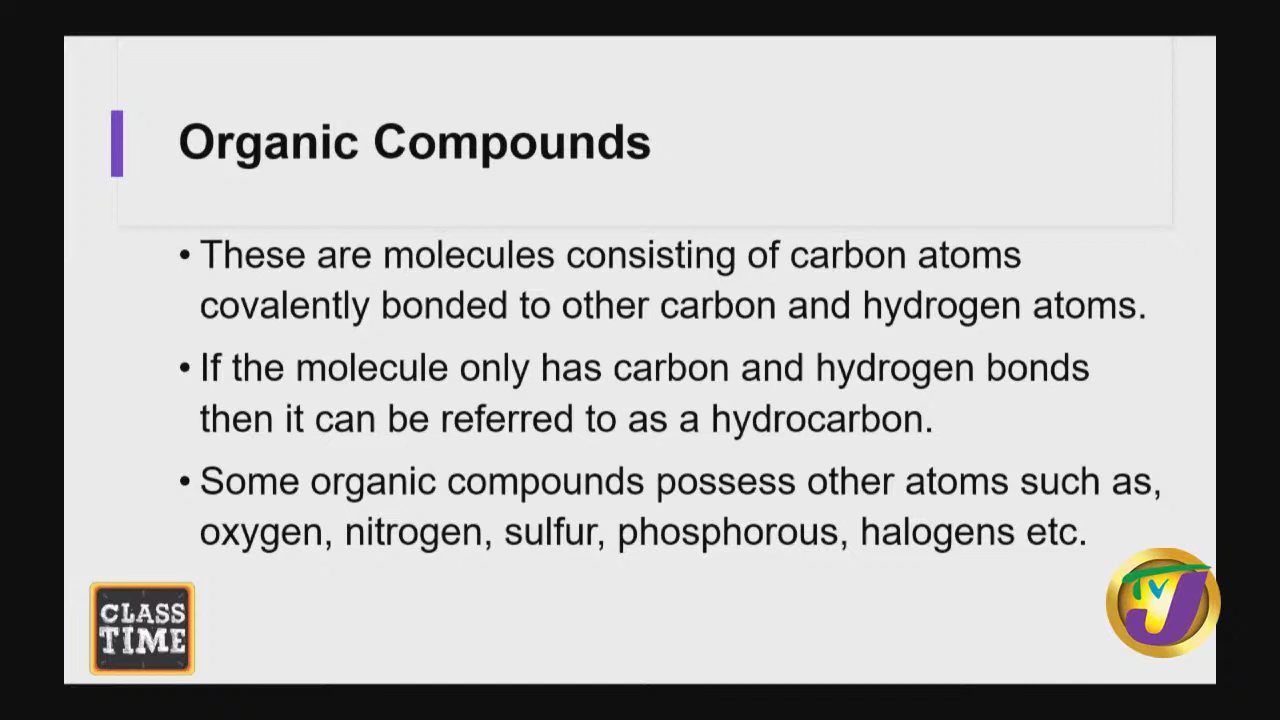 Organic Compounds
• These are molecules consisting of carbon atoms
covalently bonded to other carbon and hydrogen atoms.
• If the molecule only has carbon and hydrogen bonds
then it can be referred to as a hydrocarbon.
• Some organic compounds possess other atoms such as,
oxygen, nitrogen, sulfur, phosphorous, halogens etc.
CLASS
TIME
TVJ